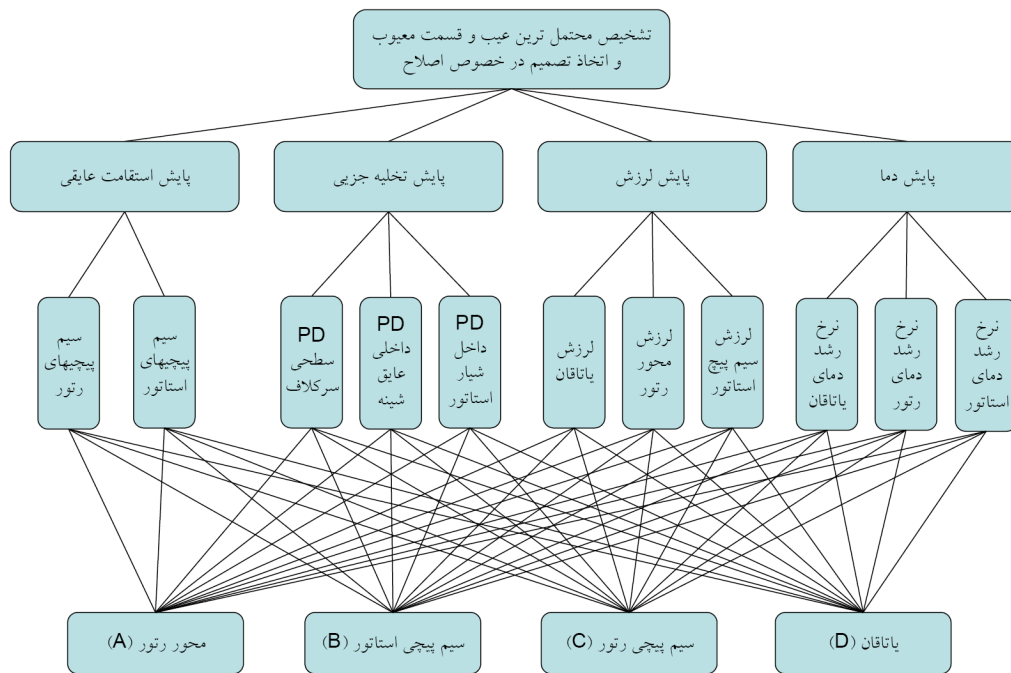 تشخیص محتمل ترین عیب و قسمت معیوب
و اتخاذ تصمیم در خصوص اصلاح
پایش دما
پایش لرزش
پایش تخلیه جزیی
پایش استقامت عایقی
نرخ
رشد
دمای
استاتور
نرخ
رشد
دمای
رتور
نرخ
رشد
دمای
یاتاقان
لرزش
سیم پیچ
استاتور
لرزش
محور
رتور
لرزش
یاتاقان
PD
داخل
شیار
استاتور
PD
داخلی
عایق
شینه
PD
سطحی
سرکلاف
سیم
پیچیهای
استاتور
سیم
پیچیهای
رتور
یاتاقان (D)
سیم پیچی رتور (C)
سیم پیچی استاتور (B)
محور رتور (A)